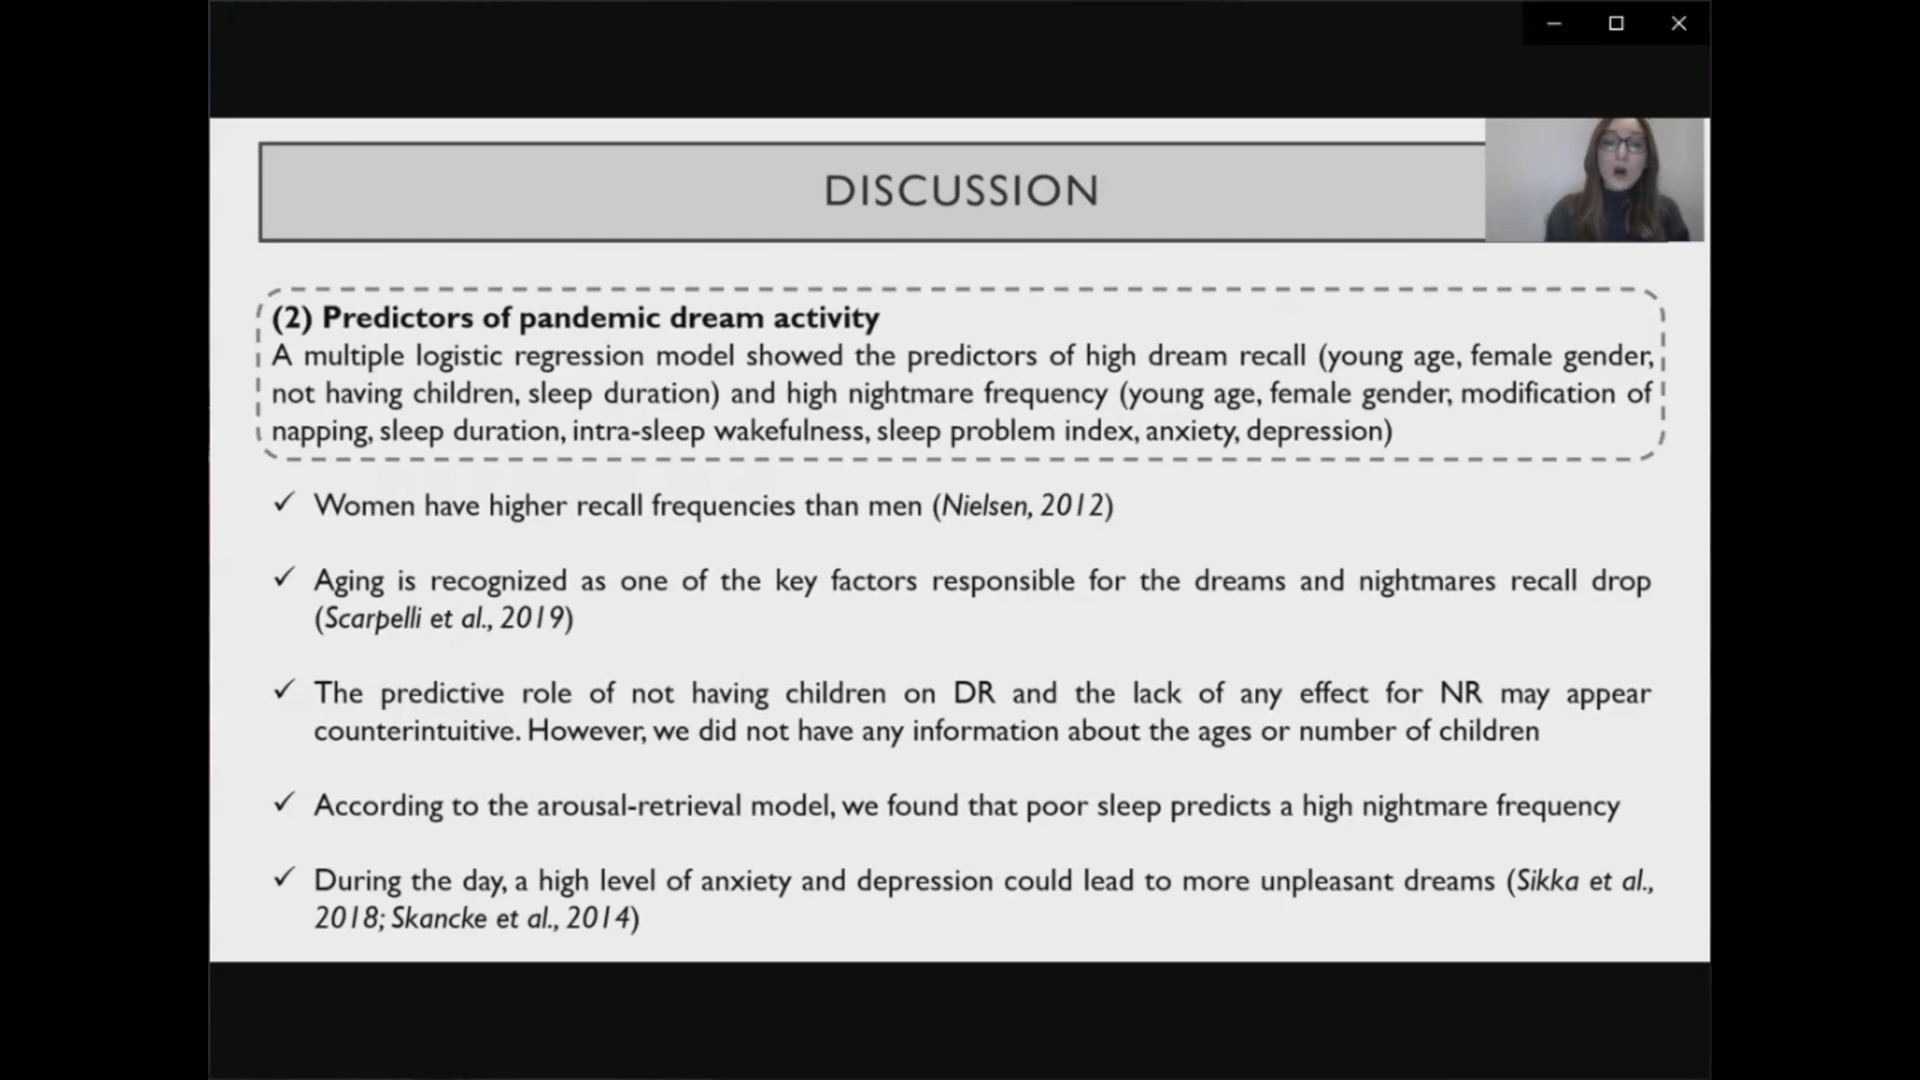 DISCUSSION
(2) Predictors of pandemic dream activity
A multiple logistic regression model showed the predictors of high dream recall (young age, female gender,
not having children, sleep duration) and high nightmare frequency (young age, female gender, modification of
napping, sleep duration, intra-sleep wakefulness, sleep problem index, anxiety, depression)
✓ Women have higher recall frequencies than men (Nielsen, 2012)
✓ Aging is recognized as one of the key factors responsible for the dreams and nightmares recall drop
(Scarpelli et al., 2019)
✓ The predictive role of not having children on DR and the lack of any effect for NR may appear
counterintuitive. However, we did not have any information about the ages or number of children
✓ According to the arousal-retrieval model, we found that poor sleep predicts a high nightmare frequency
✓ During the day, a high level of anxiety and depression could lead to more unpleasant dreams (Sikka et al.,
2018; Skancke et al., 2014)